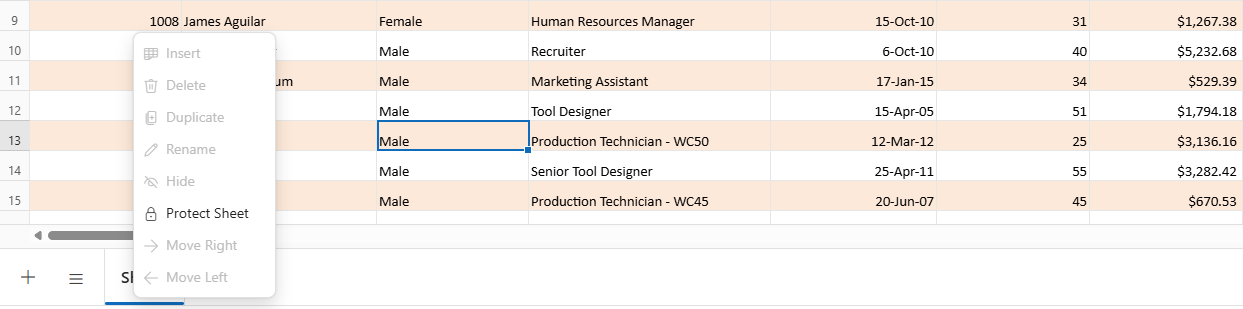 9 1008 James Aguilar Female Human Resources Manager 15-Oct-10 31 $1,267.38
10 Male Recruiter 6-Oct-10 40 $5,232.68
11 um Male Marketing Assistant 17-Jan-15 34 $529.39
12 Male Tool Designer 15-Apr-05 51 $1,794.18
13 Male Production Technician - WC50 12-Mar-12 25 $3,136.16
14 Male Senior Tool Designer 25-Apr-11 55 $3,282.42
15 Male Production Technician - WC45 20-Jun-07 45 $670.53
Insert
Delete
Duplicate
Rename
Hide
Protect Sheet
Move Right
Move Left